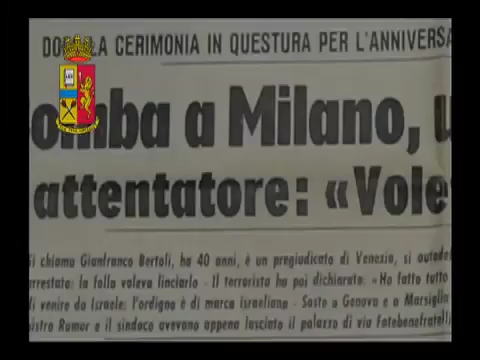 DO LA CERIMONIA IN QUESTURA PER L'ANNIVERSA
omba a Milano, u
attentatore: «Vole
Si chiama Gianfranco Bertoli, ha 40 anni, è un pregiudicato di Venezia, si autode
arrestato: la folla voleva linciarlo - Il terrorista ha poi dichiarato: «Ho fatto tutto
di venire da Israele: l'ordigno è di marca israeliana - Sosta a Genova e a Marsiglia
nistro Rumor e il sindaco avevano appena lasciato il palazzo di via Fatebenefratelli